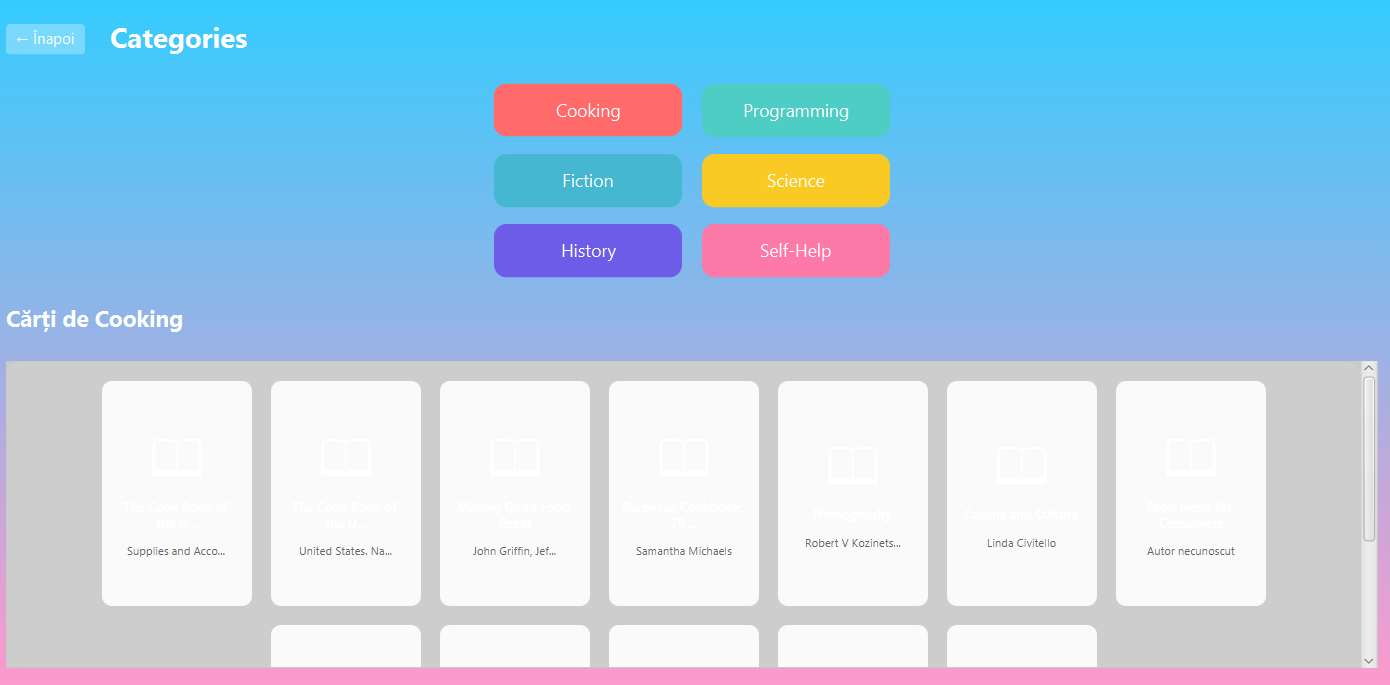 ← Înapoi
Categories
Cooking
Programming
Fiction
Science
History
Self-Help
Cărți de Cooking
The Cook Book of
the U...
Supplies and Acco...
The Cook Book of
the U...
United States. Na...
Making Good Food
Great
John Griffin, Jef...
Barbecue Cookbook:
70 ...
Samantha Michaels
Netnography
Robert V Kozinets...
Cuisine and Culture
Linda Civitello
Food News for
Consumers
Autor necunoscut